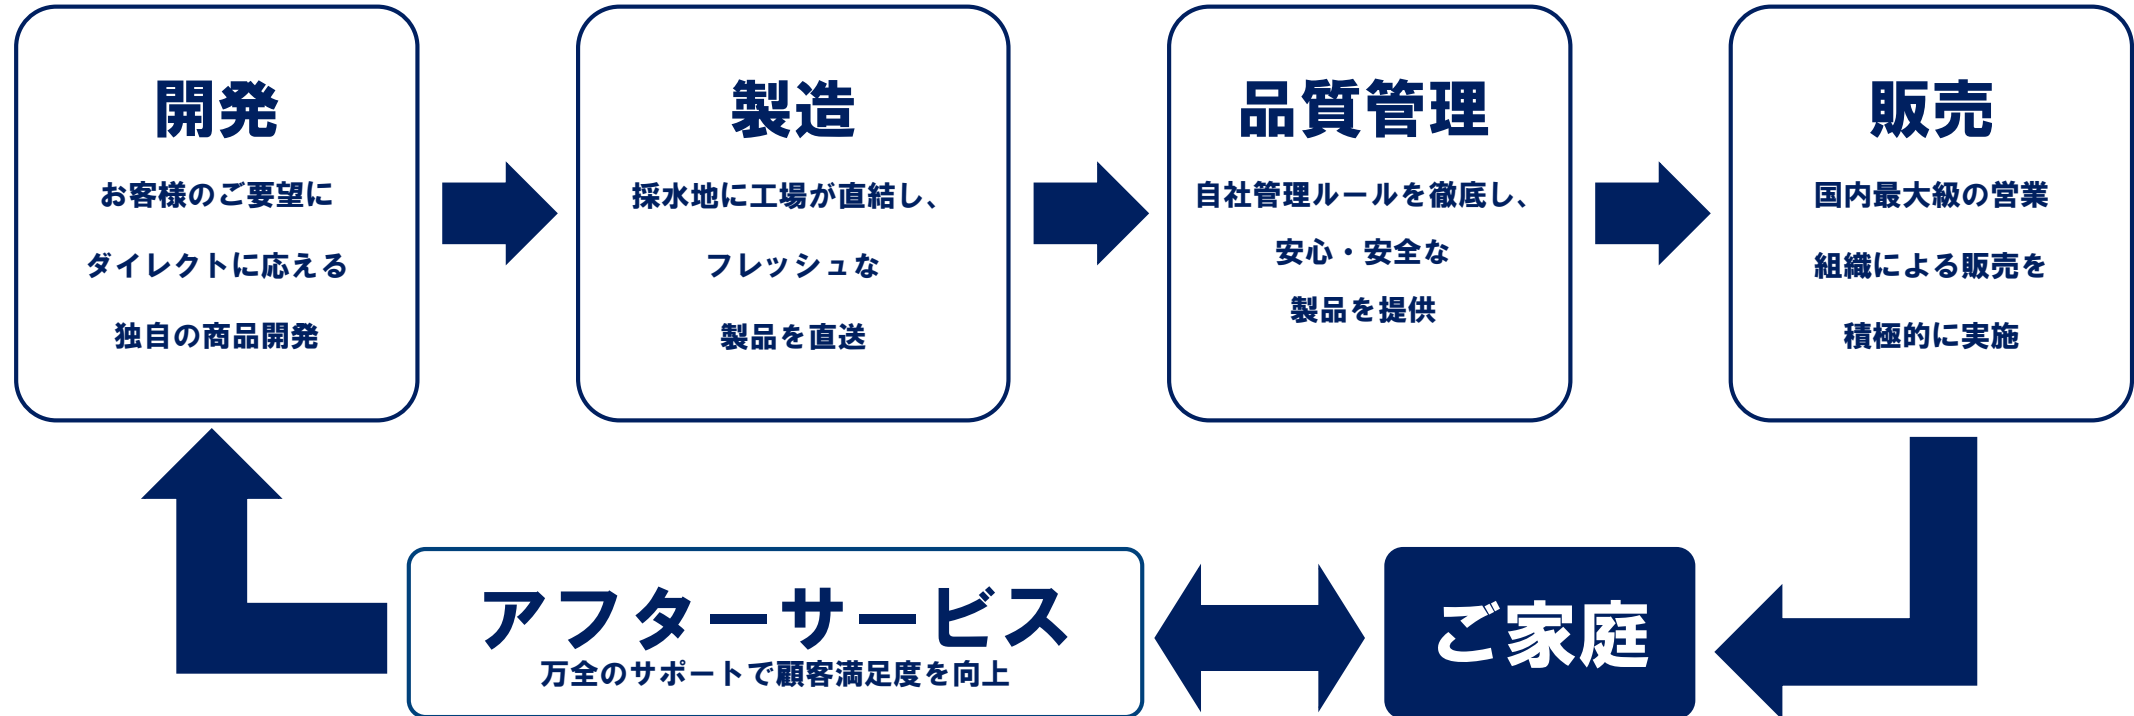 開発
お客様のご要望に
ダイレクトに応える
独自の商品開発
製造
採水地に工場が直結し、
フレッシュな
製品を直送
品質管理
自社管理ルールを徹底し、
安心・安全な
製品を提供
販売
国内最大級の営業
組織による販売を
積極的に実施
アフターサービス
万全のサポートで顧客満足度を向上
ご家庭